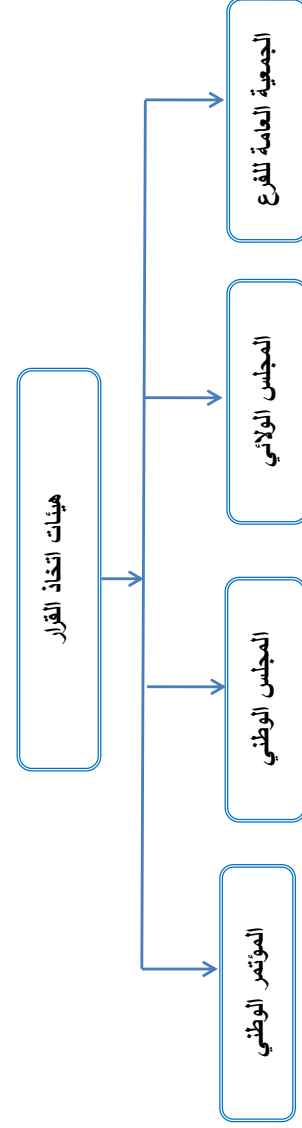 هيئات اتخاذ القرار
الجمعية العامة للفرع
المجلس الولائي
المجلس الوطني
المؤتمر الوطني